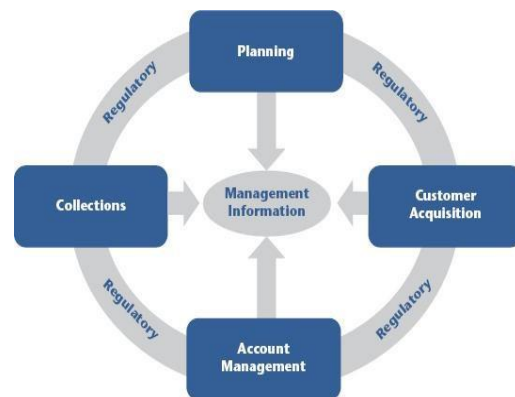 Planning
Regulatory
Regulatory
Collections
Management
Information
Customer
Acquisition
Regulatory
Regulatory
Account
Management